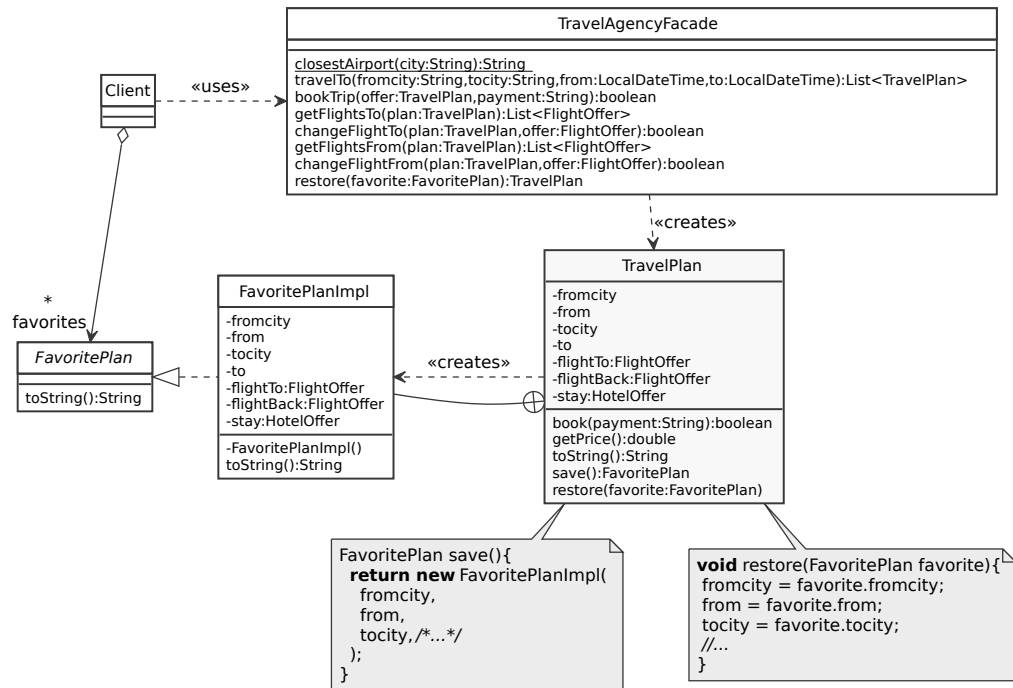 TravelAgencyFacade
closestAirport(city:String):String
travelTo(fromcity:String,tocity:String,from:LocalDateTime,to:LocalDateTime):List<TravelPlan>
bookTrip(offer:TravelPlan,payment:String):boolean
getFlightsTo(plan:TravelPlan):List<FlightOffer>
changeFlightTo(plan:TravelPlan,offer:FlightOffer):boolean
getFlightsFrom(plan:TravelPlan):List<FlightOffer>
changeFlightFrom(plan:TravelPlan,offer:FlightOffer):boolean
restore(favorite:FavoritePlan):TravelPlan
Client
«uses»
«creates»
*
favorites
FavoritePlan
toString():String
FavoritePlanImpl
-fromcity
-from
-tocity
-to
-flightTo:FlightOffer
-flightBack:FlightOffer
-stay:HotelOffer
-FavoritePlanImpl()
toString():String
«creates»
TravelPlan
-fromcity
-from
-tocity
-to
-flightTo:FlightOffer
-flightBack:FlightOffer
-stay:HotelOffer
book(payment:String):boolean
getPrice():double
toString():String
save():FavoritePlan
restore(favorite:FavoritePlan)
FavoritePlan save(){
return new FavoritePlanImpl(
fromcity,
from,
tocity,/*...*/
);
}
void restore(FavoritePlan favorite){
fromcity = favorite.fromcity;
from = favorite.from;
tocity = favorite.tocity;
//...
}